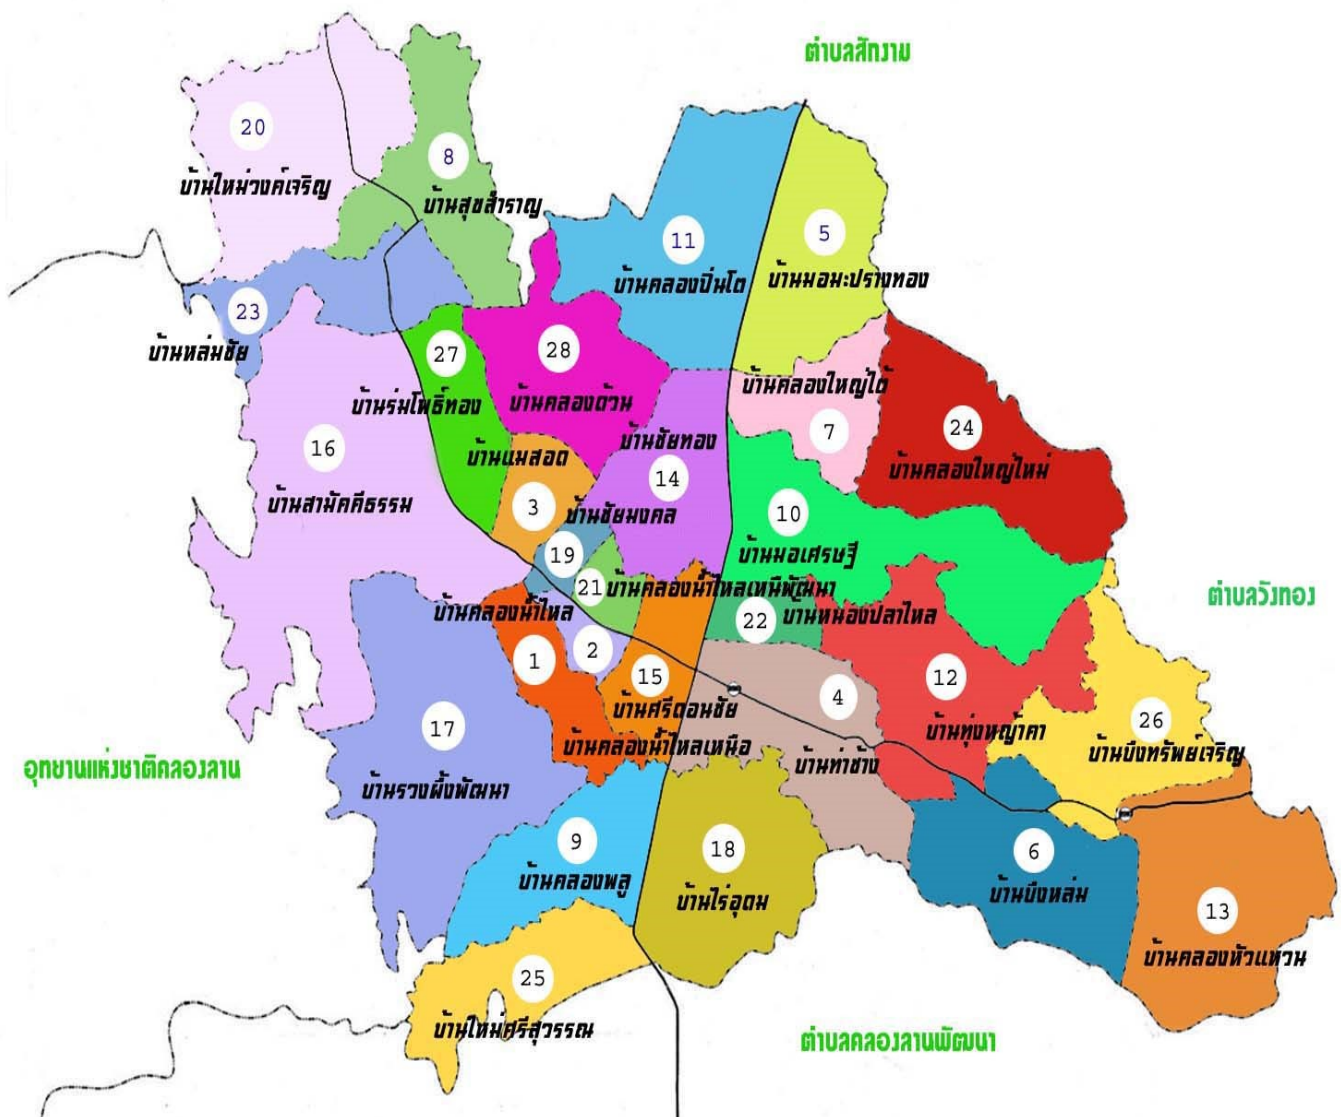 ตำบลสักงาม
20
บ้านใหม่วงค์เจริญ
8
บ้านสุขสำราญ
11
บ้านคลองปิ่นโต
5
บ้านมอมะปรางทอง
23
บ้านหล่มชัย
27
บ้านร่มโพธิ์ทอง
28
บ้านคลองด้วน
บ้านคลองใหญ่ใต้
7
24
บ้านคลองใหญ่ใหม่
16
บ้านสามัคคีธรรม
บ้านแม่สอด
3
บ้านชัยทอง
14
บ้านชัยมงคล
19
10
บ้านมอเศรษฐี
21
บ้านคลองน้ำไหลเหนือพัฒนา
ตำบลวังทอง
บ้านคลองน้ำไหล
1
2
22
บ้านหนองปลาไหล
15
บ้านศรีดอนชัย
4
12
บ้านทุ่งหญ้าคา
26
บ้านบึงทรัพย์เจริญ
บ้านคลองน้ำไหลเหนือ
บ้านท่าช้าง
17
บ้านรวงผึ้งพัฒนา
อุทยานแห่งชาติคลองลาน
9
บ้านคลองพลู
18
บ้านไร่อุดม
6
บ้านบึงหล่ม
13
บ้านคลองหัวแหวน
25
บ้านใหม่ศรีสุวรรณ
ตำบลคลองลานพัฒนา